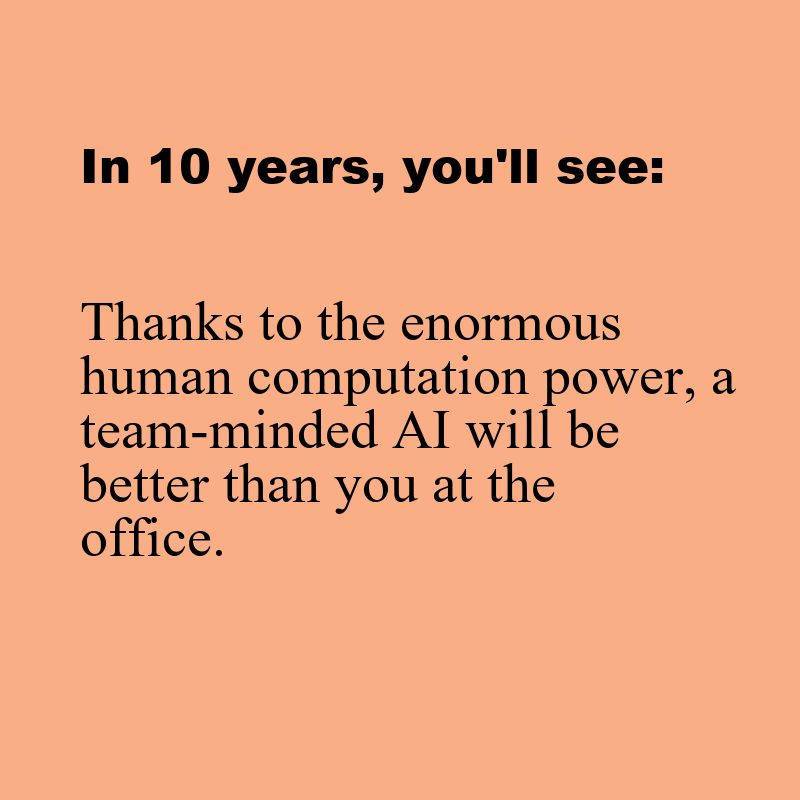 In 10 years, you'll see:
Thanks to the enormous
human computation power, a
team-minded AI will be
better than you at the
office.